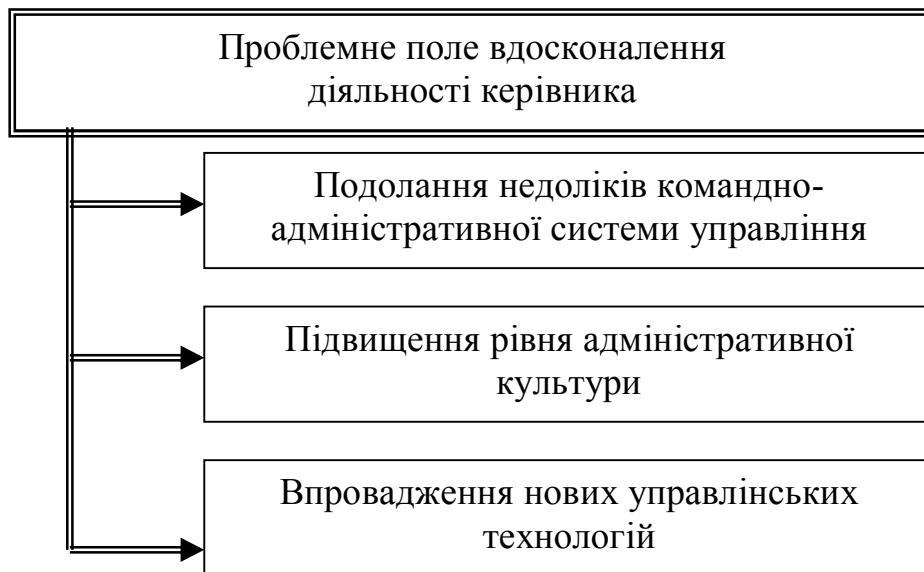 Проблемне поле вдосконалення
діяльності керівника
Подолання недоліків командно-
адміністративної системи управління
Підвищення рівня адміністративної
культури
Впровадження нових управлінських
технологій